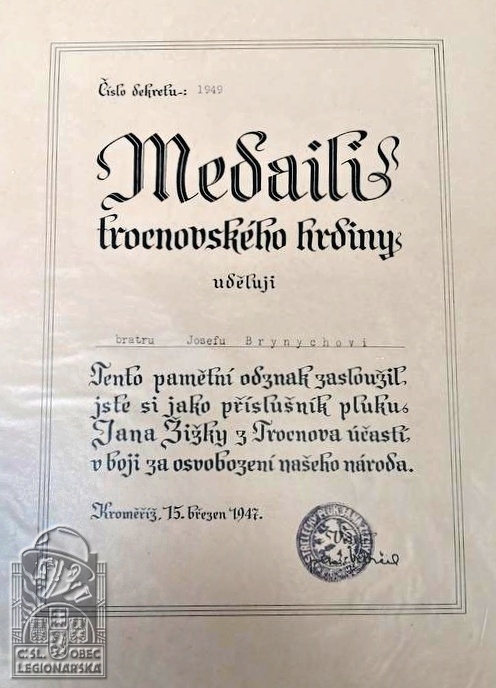 Číslo dekretu: 1949
Medaili
trocnovského hrdiny
uděluji
bratru Josefu Brynychovi
Tento pamětní odznak zasloužil
jste si jako příslušník pluku
Jana Žižky z Trocnova účastí
v boji za osvobození našeho národa.
Kroměříž, 15. březen 1947.
ČSL. OBEC
LEGIONÁŘSKÁ